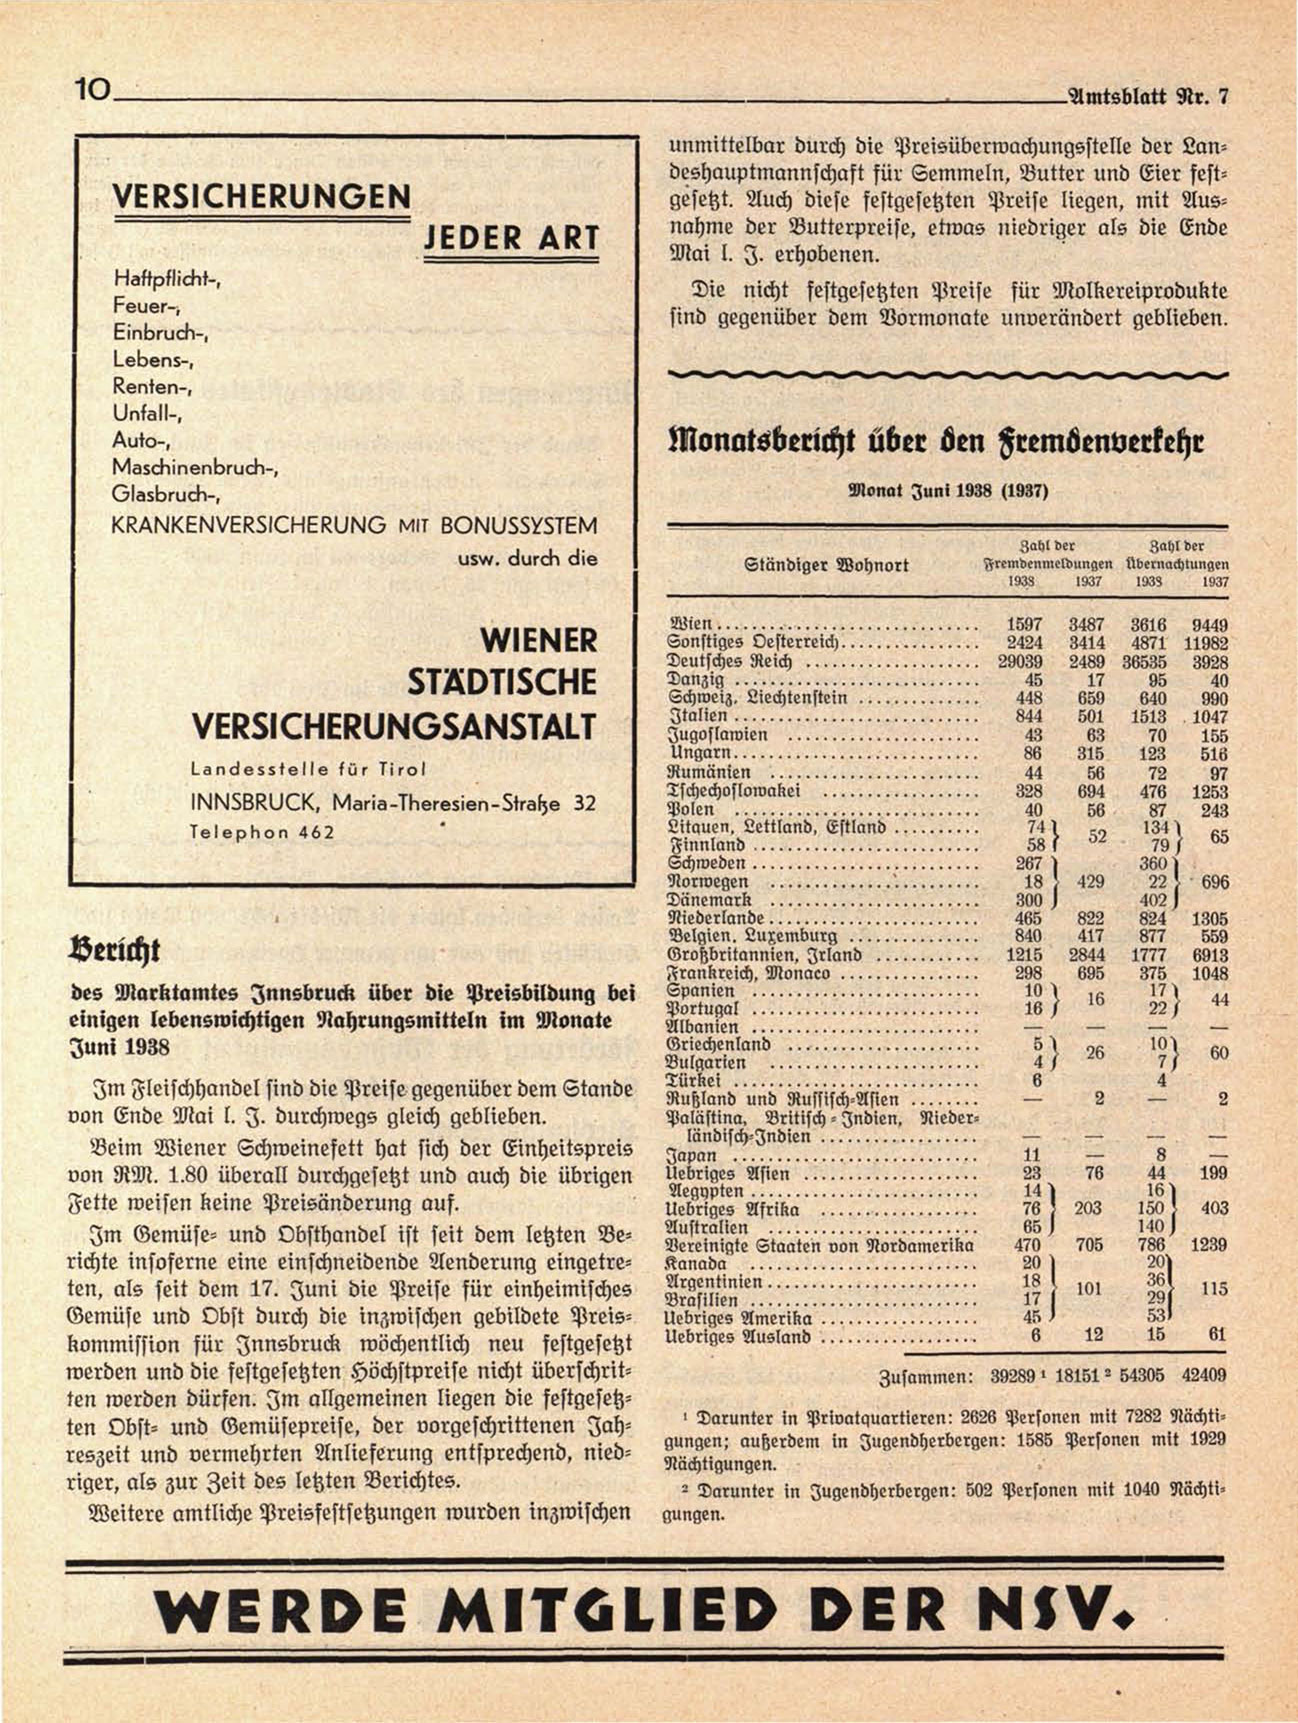 10
Amtsblatt Nr. 7
VERSICHERUNGEN
JEDER ART
Haftpflicht-,
Feuer-,
Einbruch-,
Lebens-,
Renten-,
Unfall-,
Auto-,
Maschinenbruch-,
Glasbruch-,
KRANKENVERSICHERUNG MIT BONUSSYSTEM
usw. durch die
WIENER
STÄDTISCHE
VERSICHERUNGSANSTALT
Landesstelle für Tirol
INNSBRUCK, Maria-Theresien-Straße 32
Telephon 462
Bericht
des Marktamtes Innsbruck über die Preisbildung bei
einigen lebenswichtigen Nahrungsmitteln im Monate
Juni 1938
Im Fleischhandel sind die Preise gegenüber dem Stande
von Ende Mai l. J. durchwegs gleich geblieben.
Beim Wiener Schweinefett hat sich der Einheitspreis
von RM. 1.80 überall durchgesetzt und auch die übrigen
Fette weisen keine Preisänderung auf.
Im Gemüse- und Obsthandel ist seit dem letzten Be-
richte insoferne eine einschneidende Aenderung eingetre-
ten, als seit dem 17. Juni die Preise für einheimisches
Gemüse und Obst durch die inzwischen gebildete Preis-
kommission für Innsbruck wöchentlich neu festgesetzt
werden und die festgesetzten Höchstpreise nicht überschrit-
ten werden dürfen. Im allgemeinen liegen die festgesetz-
ten Obst- und Gemüsepreise, der vorgeschrittenen Jah-
reszeit und vermehrten Anlieferung entsprechend, nied-
riger, als zur Zeit des letzten Berichtes.
Weitere amtliche Preisfestsetzungen wurden inzwischen
unmittelbar durch die Preisüberwachungsstelle der Lan-
deshauptmannschaft für Semmeln, Butter und Eier fest-
gesetzt. Auch diese festgesetzten Preise liegen, mit Aus-
nahme der Butterpreise, etwas niedriger als die Ende
Mai l. J. erhobenen.
Die nicht festgesetzten Preise für Molkereiprodukte
sind gegenüber dem Vormonate unverändert geblieben.
Monatsbericht über den Fremdenverkehr
Monat Juni 1938 (1937)
Zahl der Zahl der
Ständiger Wohnort Fremdenmeldungen Übernachtungen
1938 1937 1938 1937
Wien 1597 3487 3616 9449
Sonstiges Oesterreich 2424 3414 4871 11982
Deutsches Reich 29039 2489 36535 3928
Danzig 45 17 95 40
Schweiz, Liechtenstein 448 659 640 990
Italien 844 501 1513 1047
Jugoslawien 43 63 70 155
Ungarn 86 315 123 516
Rumänien 44 56 72 97
Tschechoslowakei 328 694 476 1253
Polen 40 56 87 243
Litauen, Lettland, Estland 74 } 52 134 } 65
Finnland 58 79
Schweden 267 360
Norwegen 18 } 429 22 } 696
Dänemark 300 402
Niederlande 465 822 824 1305
Belgien, Luxemburg 840 417 877 559
Großbritannien, Irland 1215 2844 1777 6913
Frankreich, Monaco 298 695 375 1048
Spanien 10 } 16 17 } 44
Portugal 16 22
Albanien — — — —
Griechenland 5 } 26 10 } 60
Bulgarien 4 7
Türkei 6 4
Rußland und Russisch-Asien — 2 — 2
Palästina, Britisch-Indien, Nieder-
ländisch-Indien — — — —
Japan 11 — 8 —
Uebriges Asien 23 76 44 199
Aegypten 14 16
Uebriges Afrika 76 } 203 150 } 403
Australien 65 140
Vereinigte Staaten von Nordamerika 470 705 786 1239
Kanada 20 20
Argentinien 18 } 101 36 } 115
Brasilien 17 29
Uebriges Amerika 45 53
Uebriges Ausland 6 12 15 61
Zusammen: 39289 ¹ 18151 ² 54305 42409
¹ Darunter in Privatquartieren: 2626 Personen mit 7282 Nächti-
gungen; außerdem in Jugendherbergen: 1585 Personen mit 1929
Nächtigungen.
² Darunter in Jugendherbergen: 502 Personen mit 1040 Nächti-
gungen.
WERDE MITGLIED DER NSV.